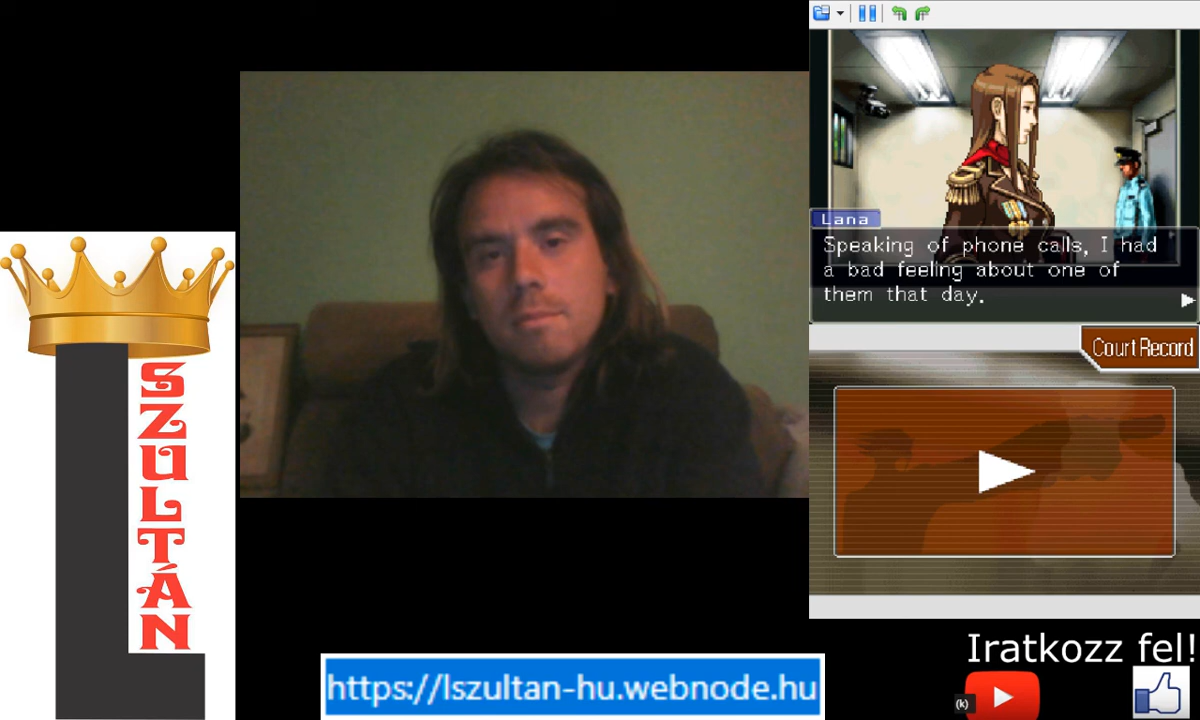 L
SZULTÁN
Lana
Speaking of phone calls, I had
a bad feeling about one of
them that day.
Court Record
Iratkozz fel!
(k)
https://lszultan-hu.webnode.hu